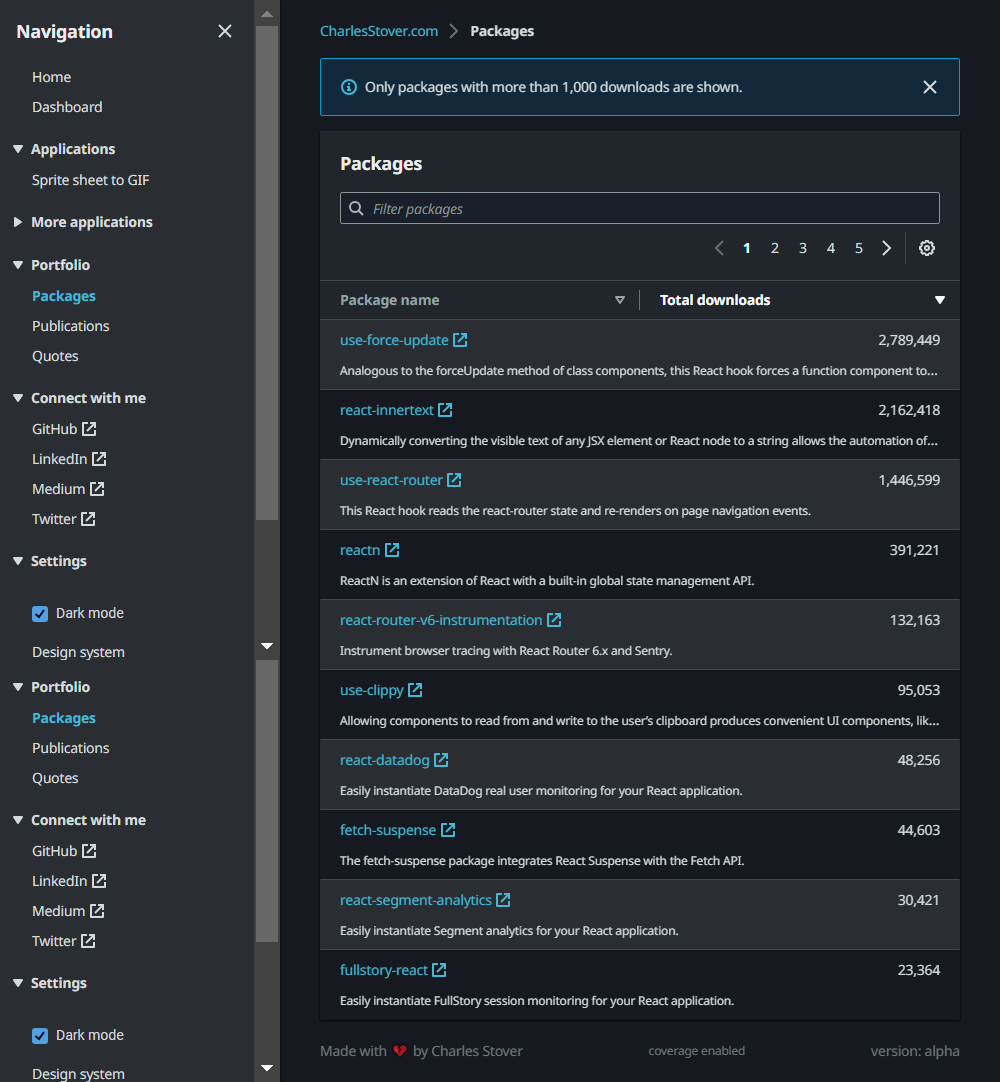 Navigation
Home
Dashboard
Applications
Sprite sheet to GIF
More applications
Portfolio
Packages
Publications
Quotes
Connect with me
GitHub
LinkedIn
Medium
Twitter
Settings
Dark mode
Design system
Portfolio
Packages
Publications
Quotes
Connect with me
GitHub
LinkedIn
Medium
Twitter
Settings
Dark mode
Design system
CharlesStover.com > Packages
Only packages with more than 1,000 downloads are shown.
Packages
Filter packages
1 2 3 4 5
Package name Total downloads
use-force-update 2,789,449
Analogous to the forceUpdate method of class components, this React hook forces a function component to...
react-innertext 2,162,418
Dynamically converting the visible text of any JSX element or React node to a string allows the automation of...
use-react-router 1,446,599
This React hook reads the react-router state and re-renders on page navigation events.
reactn 391,221
ReactN is an extension of React with a built-in global state management API.
react-router-v6-instrumentation 132,163
Instrument browser tracing with React Router 6.x and Sentry.
use-clippy 95,053
Allowing components to read from and write to the user's clipboard produces convenient UI components, lik...
react-datadog 48,256
Easily instantiate DataDog real user monitoring for your React application.
fetch-suspense 44,603
The fetch-suspense package integrates React Suspense with the Fetch API.
react-segment-analytics 30,421
Easily instantiate Segment analytics for your React application.
fullstory-react 23,364
Easily instantiate FullStory session monitoring for your React application.
Made with 💔 by Charles Stover coverage enabled version: alpha